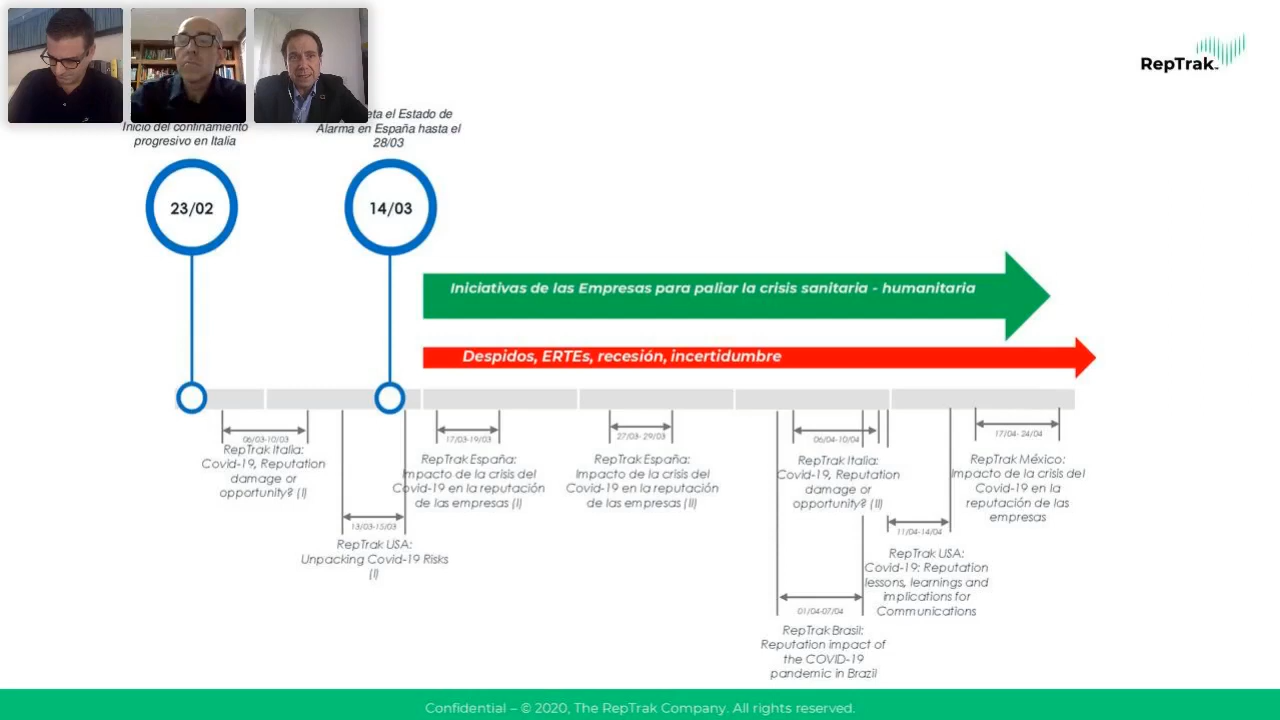 RepTrak
Inicio del confinamiento
progresivo en Italia
el Estado de
Alarma en España hasta el
28/03
23/02
14/03
Iniciativas de las Empresas para paliar la crisis sanitaria - humanitaria
Despidos, ERTEs, recesión, incertidumbre
06/03-10/03
RepTrak Italia:
Covid-19, Reputation
damage or
opportunity? (I)
13/03-15/03
RepTrak USA:
Unpacking Covid-19 Risks
(I)
17/03-19/03
RepTrak España:
Impacto de la crisis del
Covid-19 en la reputación
de las empresas (I)
27/03- 29/03
RepTrak España:
Impacto de la crisis del
Covid-19 en la reputación
de las empresas (II)
06/04-10/04
RepTrak Italia:
Covid-19, Reputation
damage or
opportunity? (II)
01/04-07/04
RepTrak Brasil:
Reputation impact of
the COVID-19
pandemic in Brazil
11/04-14/04
RepTrak USA:
Covid-19: Reputation
lessons, learnings and
implications for
Communications
17/04- 24/04
RepTrak México:
Impacto de la crisis del
Covid-19 en la
reputación de las
empresas
Confidential – © 2020, The RepTrak Company. All rights reserved.